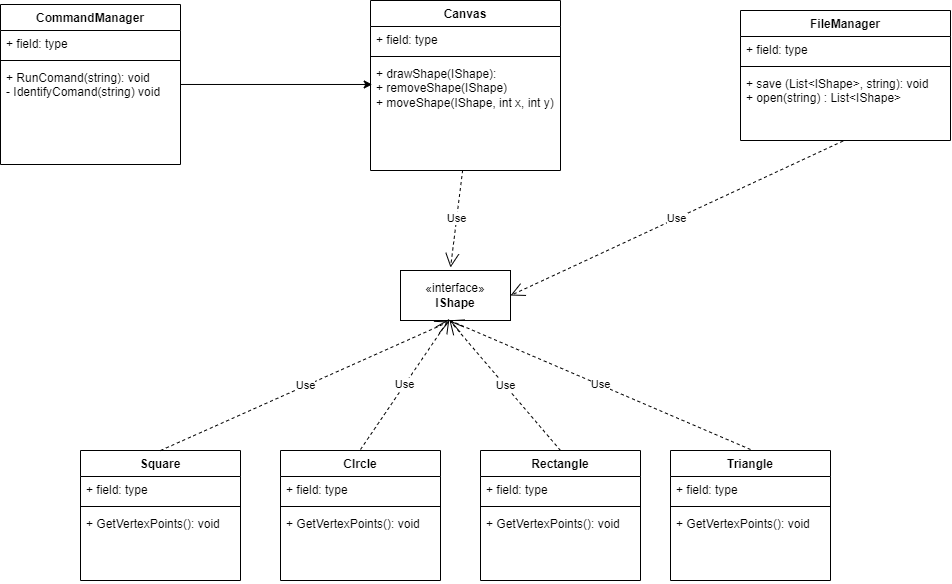 CommandManager
+ field: type
+ RunComand(string): void
- IdentifyComand(string) void
Canvas
+ field: type
+ drawShape(IShape):
+ removeShape(IShape)
+ moveShape(IShape, int x, int y)
FileManager
+ field: type
+ save (List<IShape>, string): void
+ open(string) : List<IShape>
Use
Use
«interface»
IShape
Use
Use
Use
Use
Square
+ field: type
+ GetVertexPoints(): void
CIrcle
+ field: type
+ GetVertexPoints(): void
Rectangle
+ field: type
+ GetVertexPoints(): void
Triangle
+ field: type
+ GetVertexPoints(): void